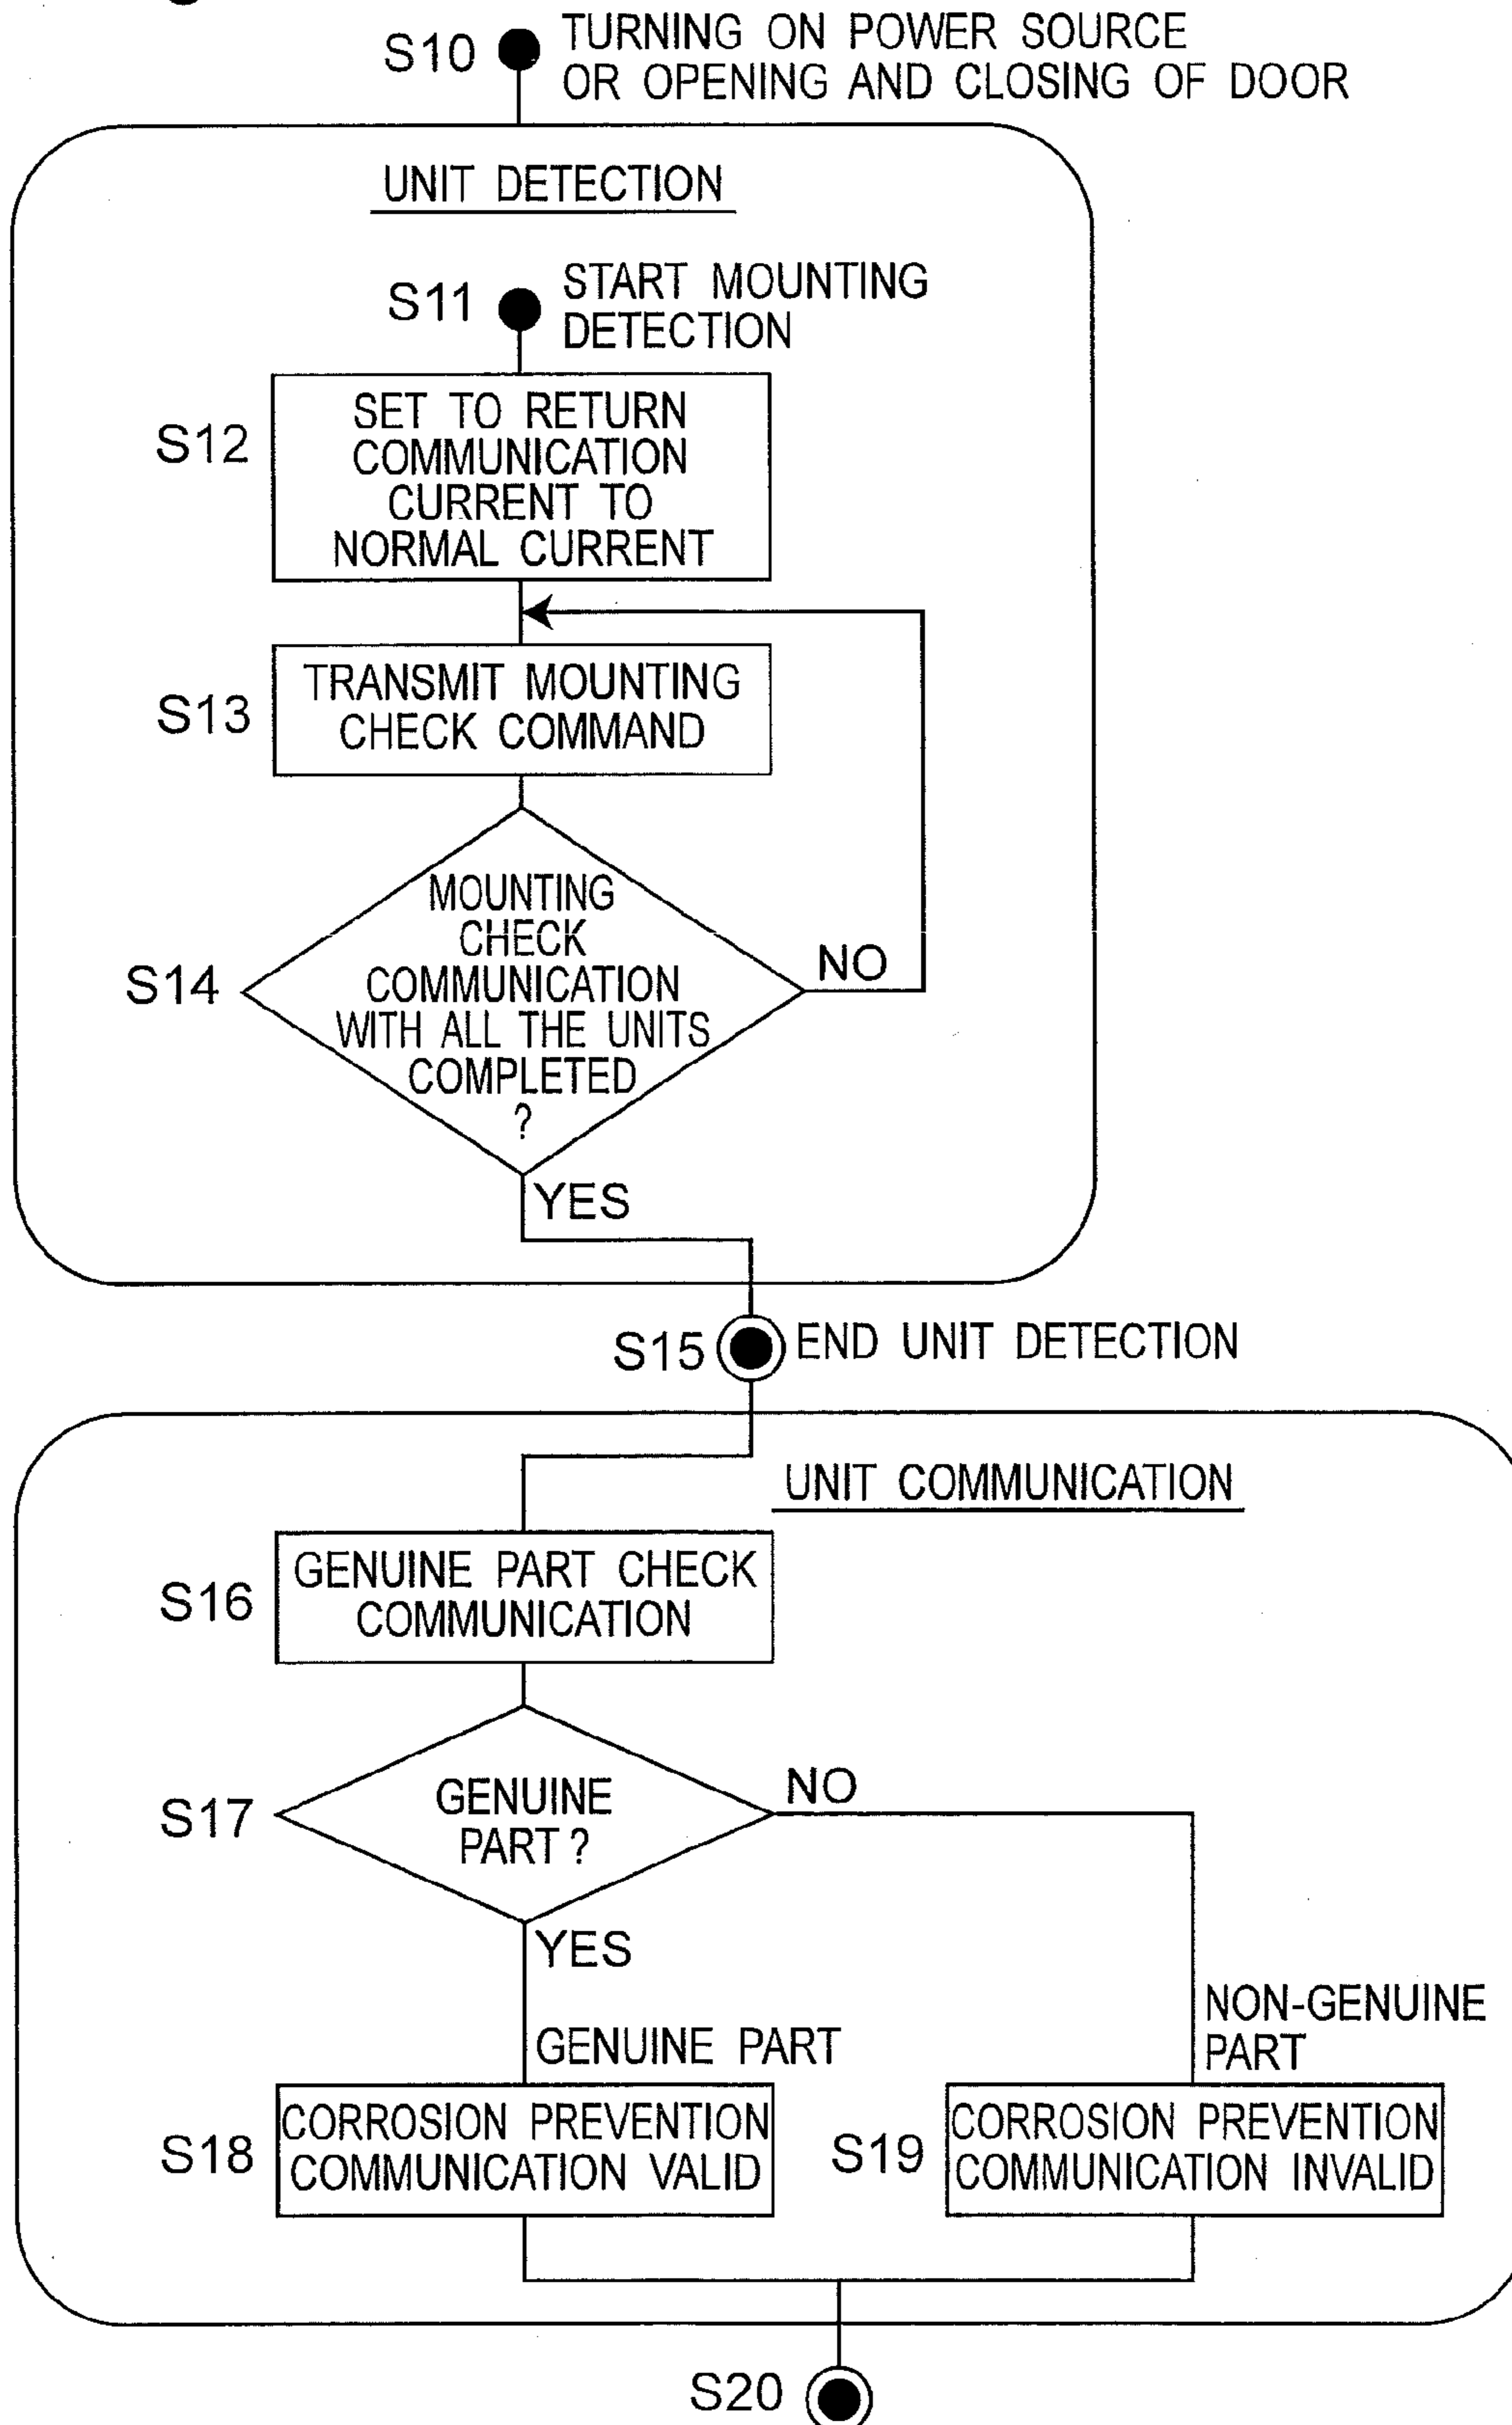 S10
TURNING ON POWER SOURCE
OR OPENING AND CLOSING OF DOOR
UNIT DETECTION
S11
START MOUNTING
DETECTION
S12
SET TO RETURN
COMMUNICATION
CURRENT TO
NORMAL CURRENT
S13
TRANSMIT MOUNTING
CHECK COMMAND
S14
MOUNTING
CHECK
COMMUNICATION
WITH ALL THE UNITS
COMPLETED
?
NO
YES
S15
END UNIT DETECTION
UNIT COMMUNICATION
S16
GENUINE PART CHECK
COMMUNICATION
S17
GENUINE
PART ?
NO
YES
GENUINE PART
NON-GENUINE
PART
S18
CORROSION PREVENTION
COMMUNICATION VALID
S19
CORROSION PREVENTION
COMMUNICATION INVALID
S20